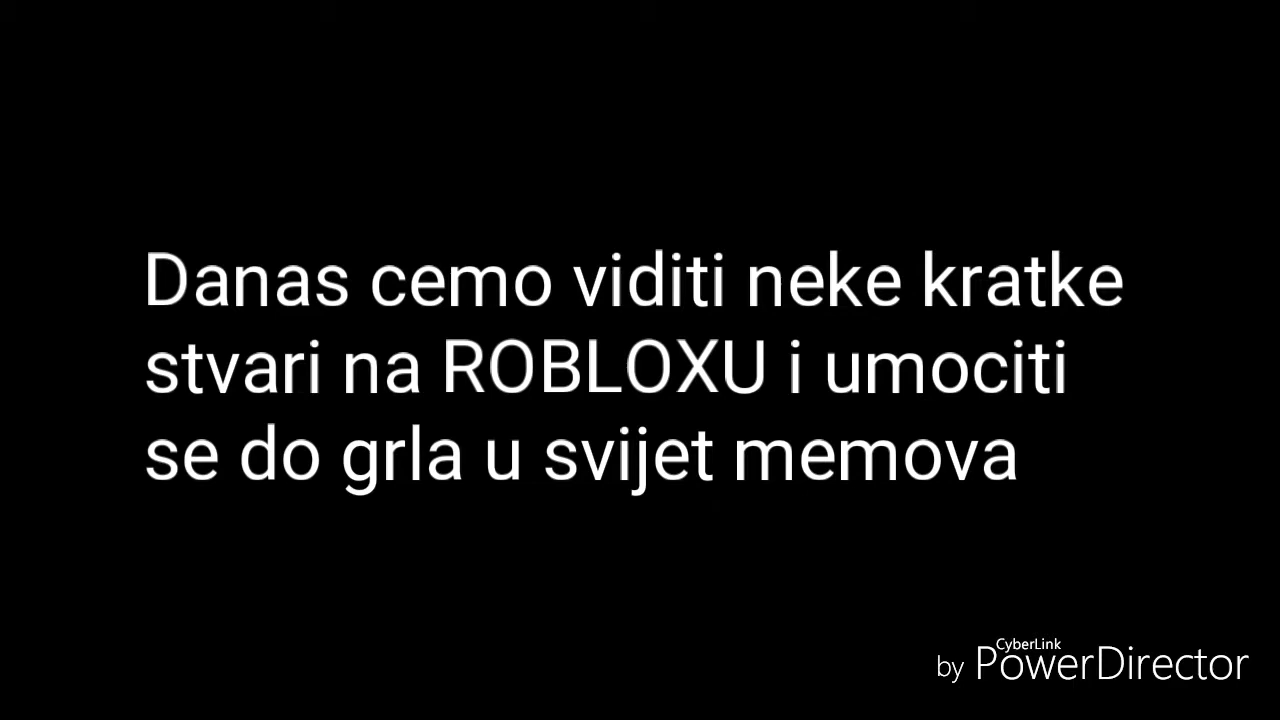 Danas cemo viditi neke kratke
stvari na ROBLOXU i umociti
se do grla u svijet memova
CyberLink
by PowerDirector